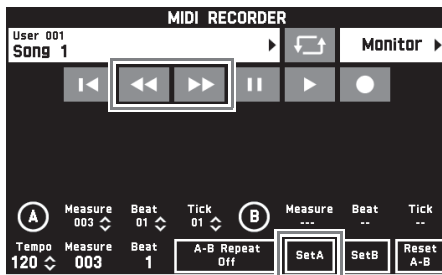 MIDI RECORDER
User 001
Song 1
Monitor
A Measure Beat Tick B Measure Beat Tick
003 01 01 --- -- --
Tempo Measure Beat A-B Repeat SetA SetB Reset
120 003 1 Off A-B